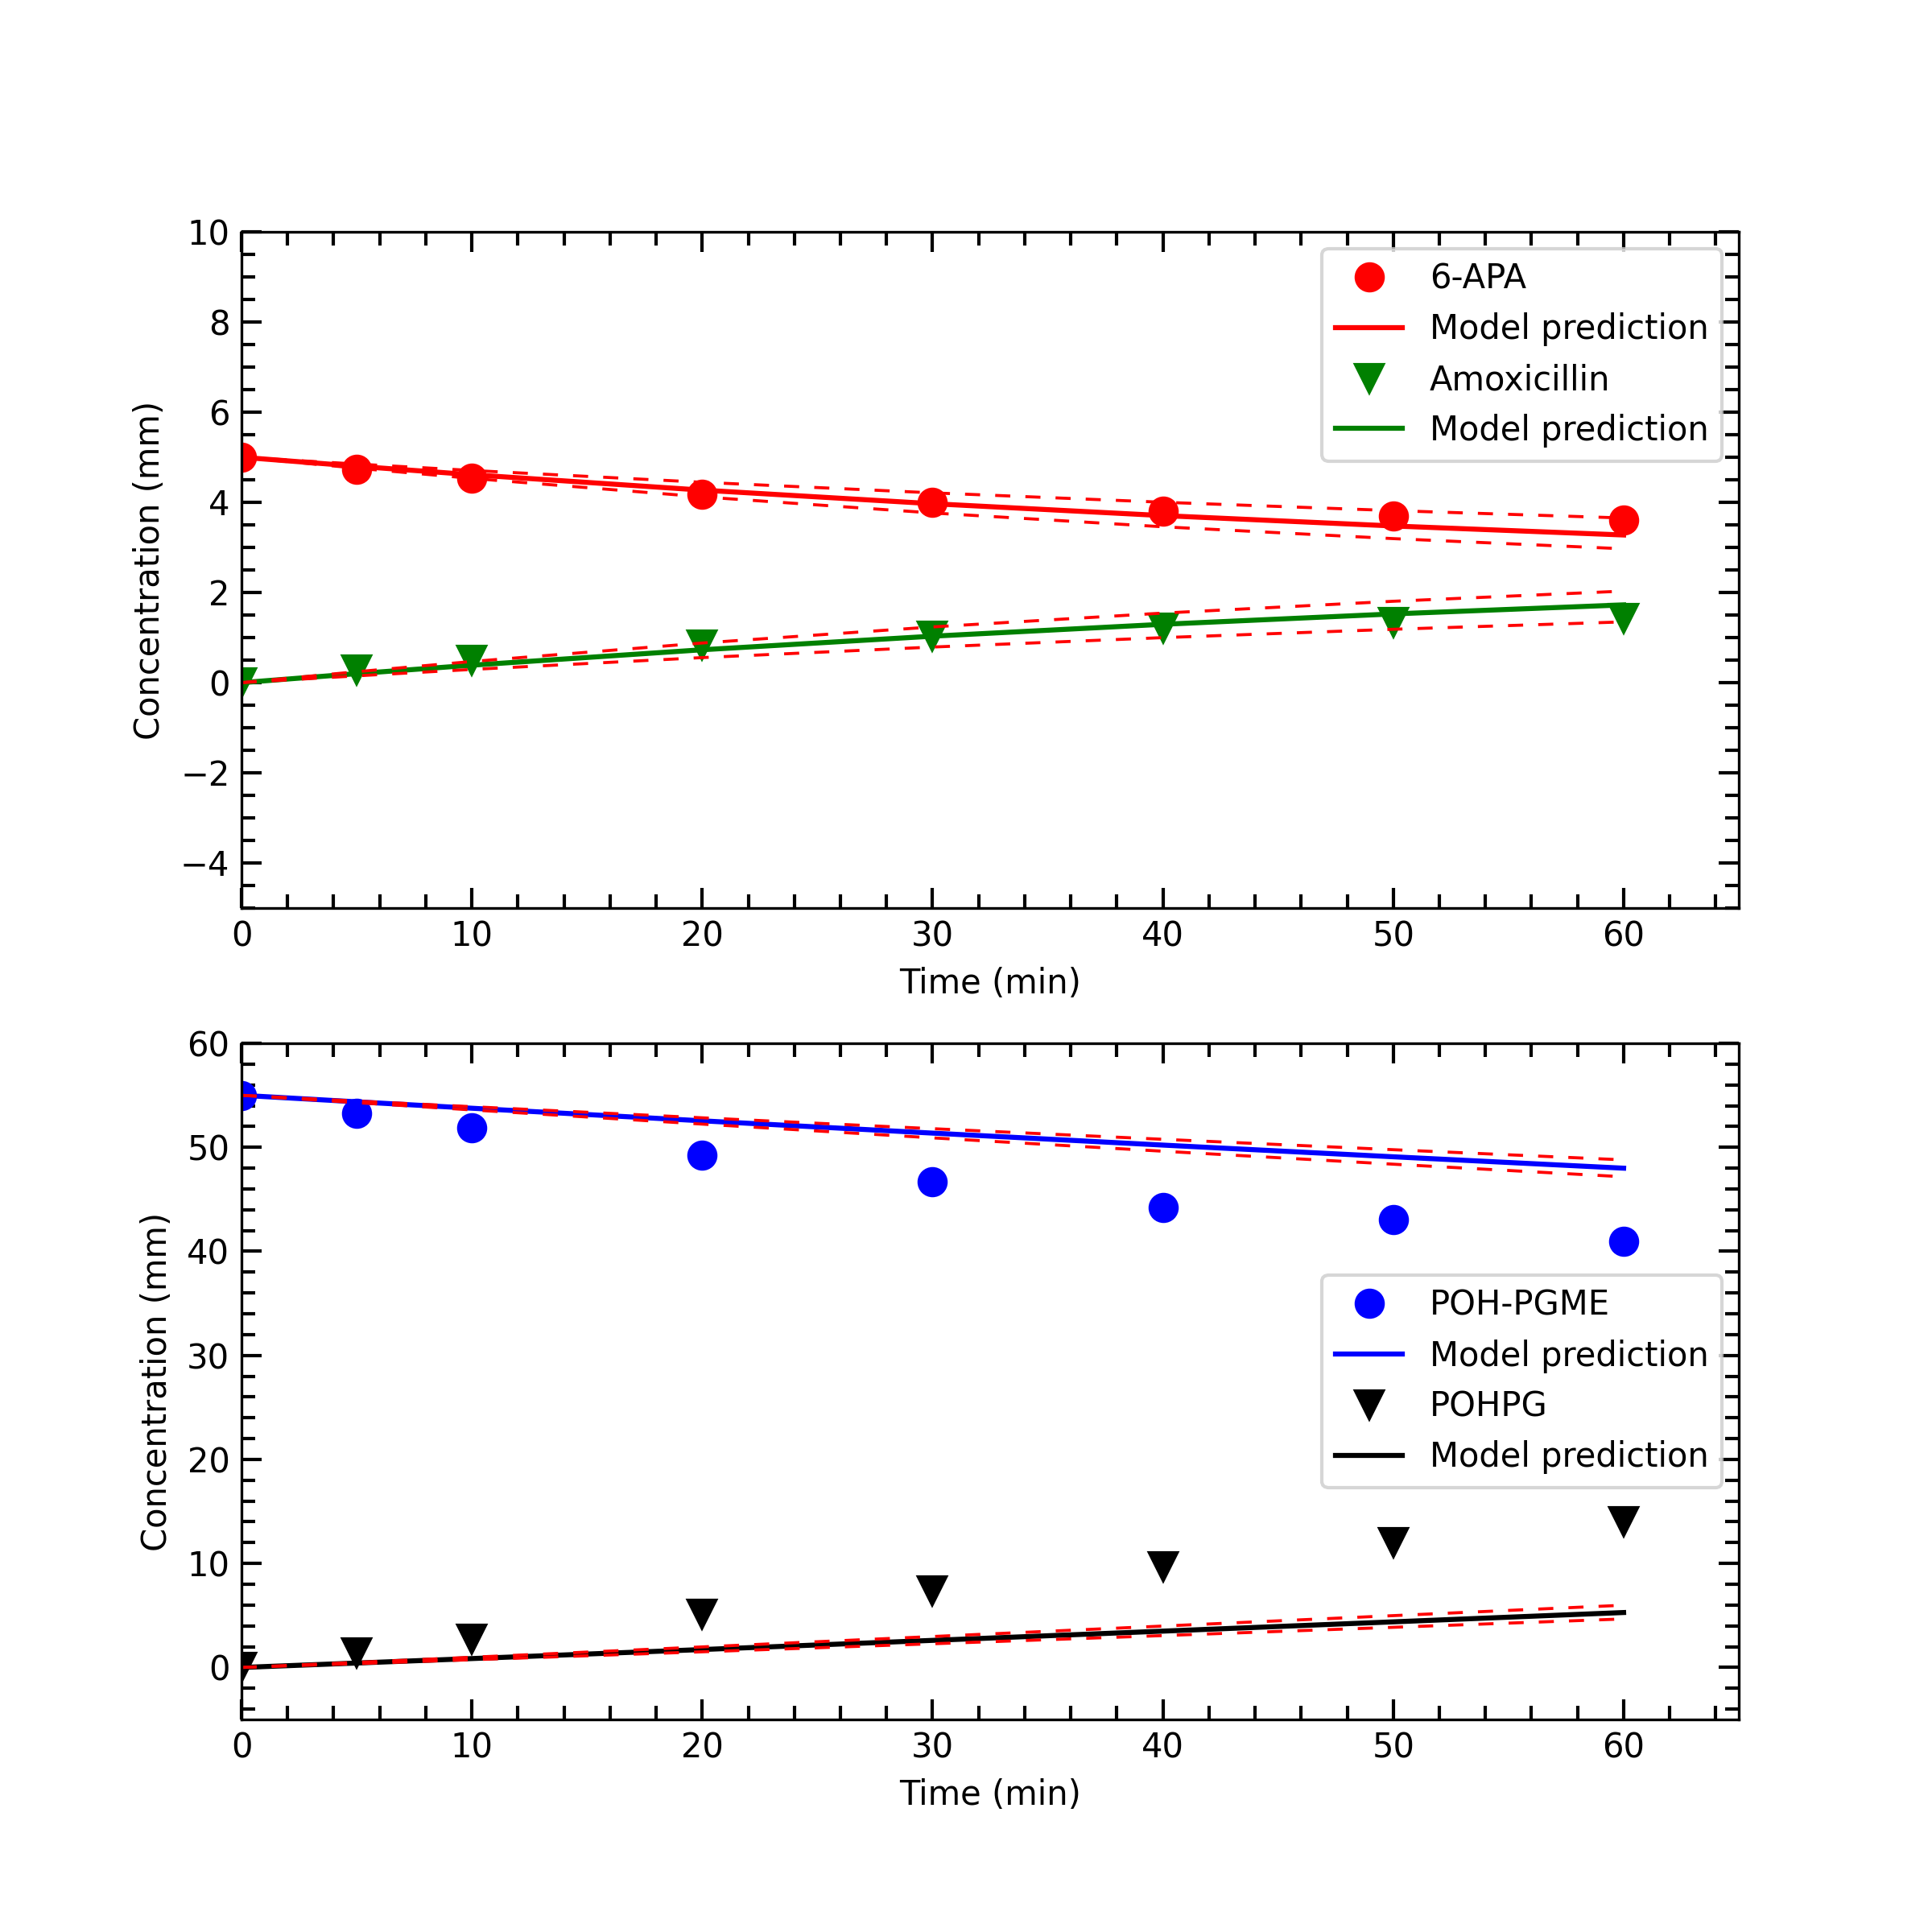 10
8
6
4
2
0
−2
−4
Concentration (mm)
6-APA
Model prediction
Amoxicillin
Model prediction
0 10 20 30 40 50 60
Time (min)
60
50
40
30
20
10
0
Concentration (mm)
POH-PGME
Model prediction
POHPG
Model prediction
0 10 20 30 40 50 60
Time (min)